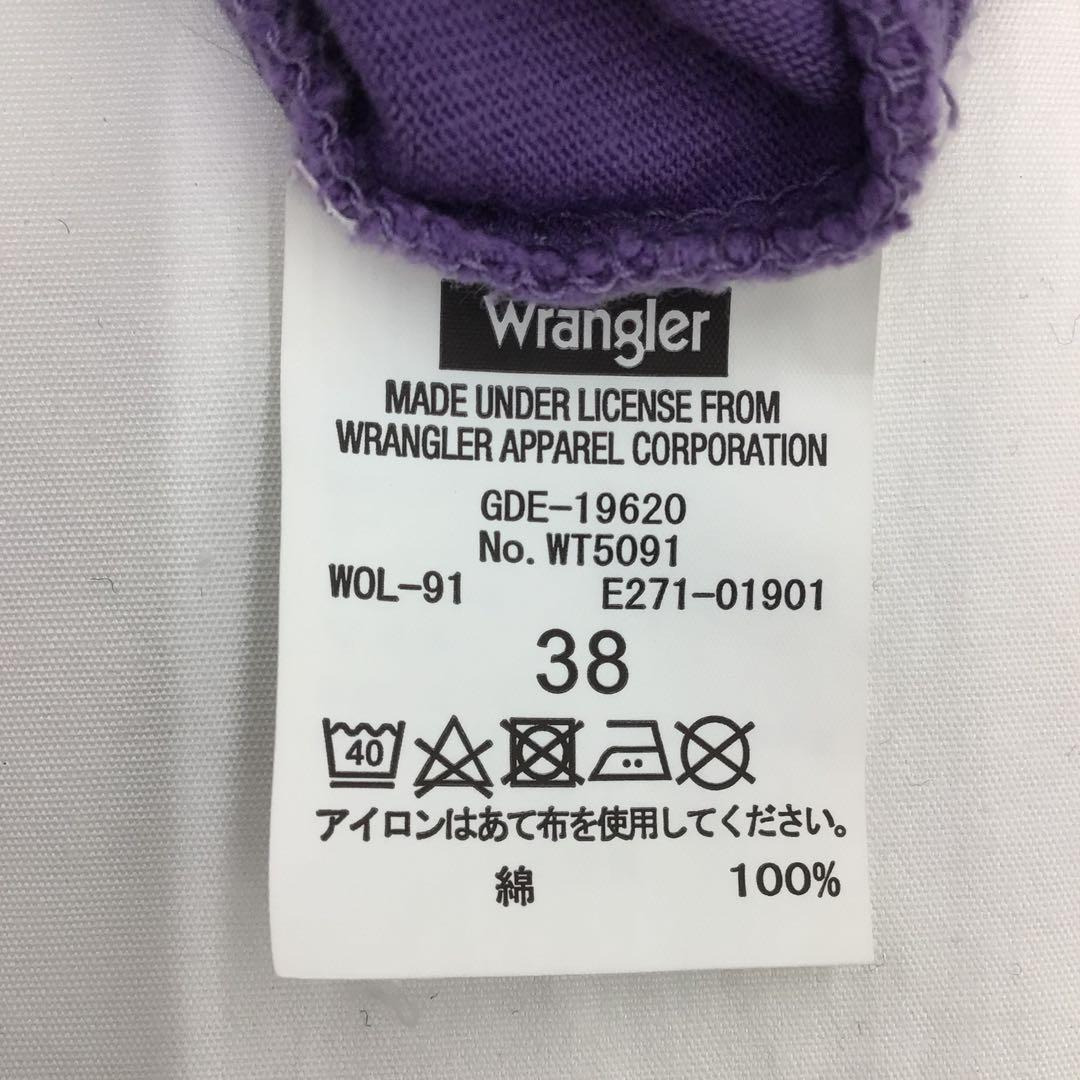 Wrangler
MADE UNDER LICENSE FROM
WRANGLER APPAREL CORPORATION
GDE-19620
No. WT5091
WOL-91 E271-01901
38
40
アイロンはあて布を使用してください。
綿 100%